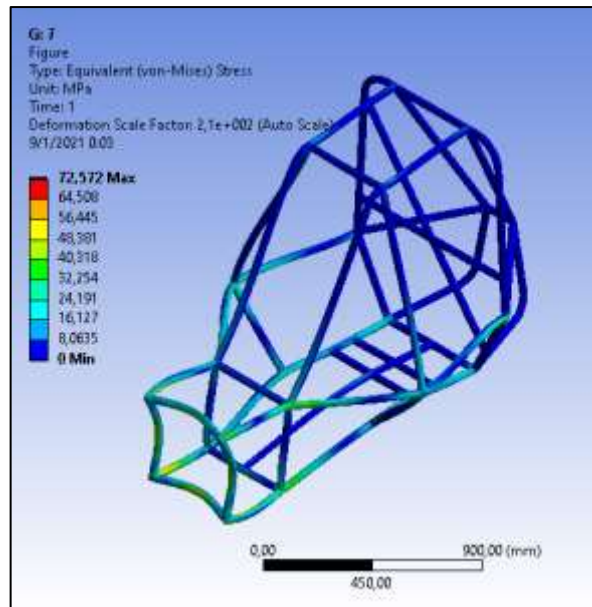 G: 7
Figure
Type: Equivalent (von-Mises) Stress
Unit: MPa
Time: 1
Deformation Scale Factor: 2,1e+002 (Auto Scale)
9/1/2021 0:03
72,572 Max
64,508
56,445
48,381
40,318
32,254
24,191
16,127
8,0635
0 Min
0,00
900,00 (mm)
450,00